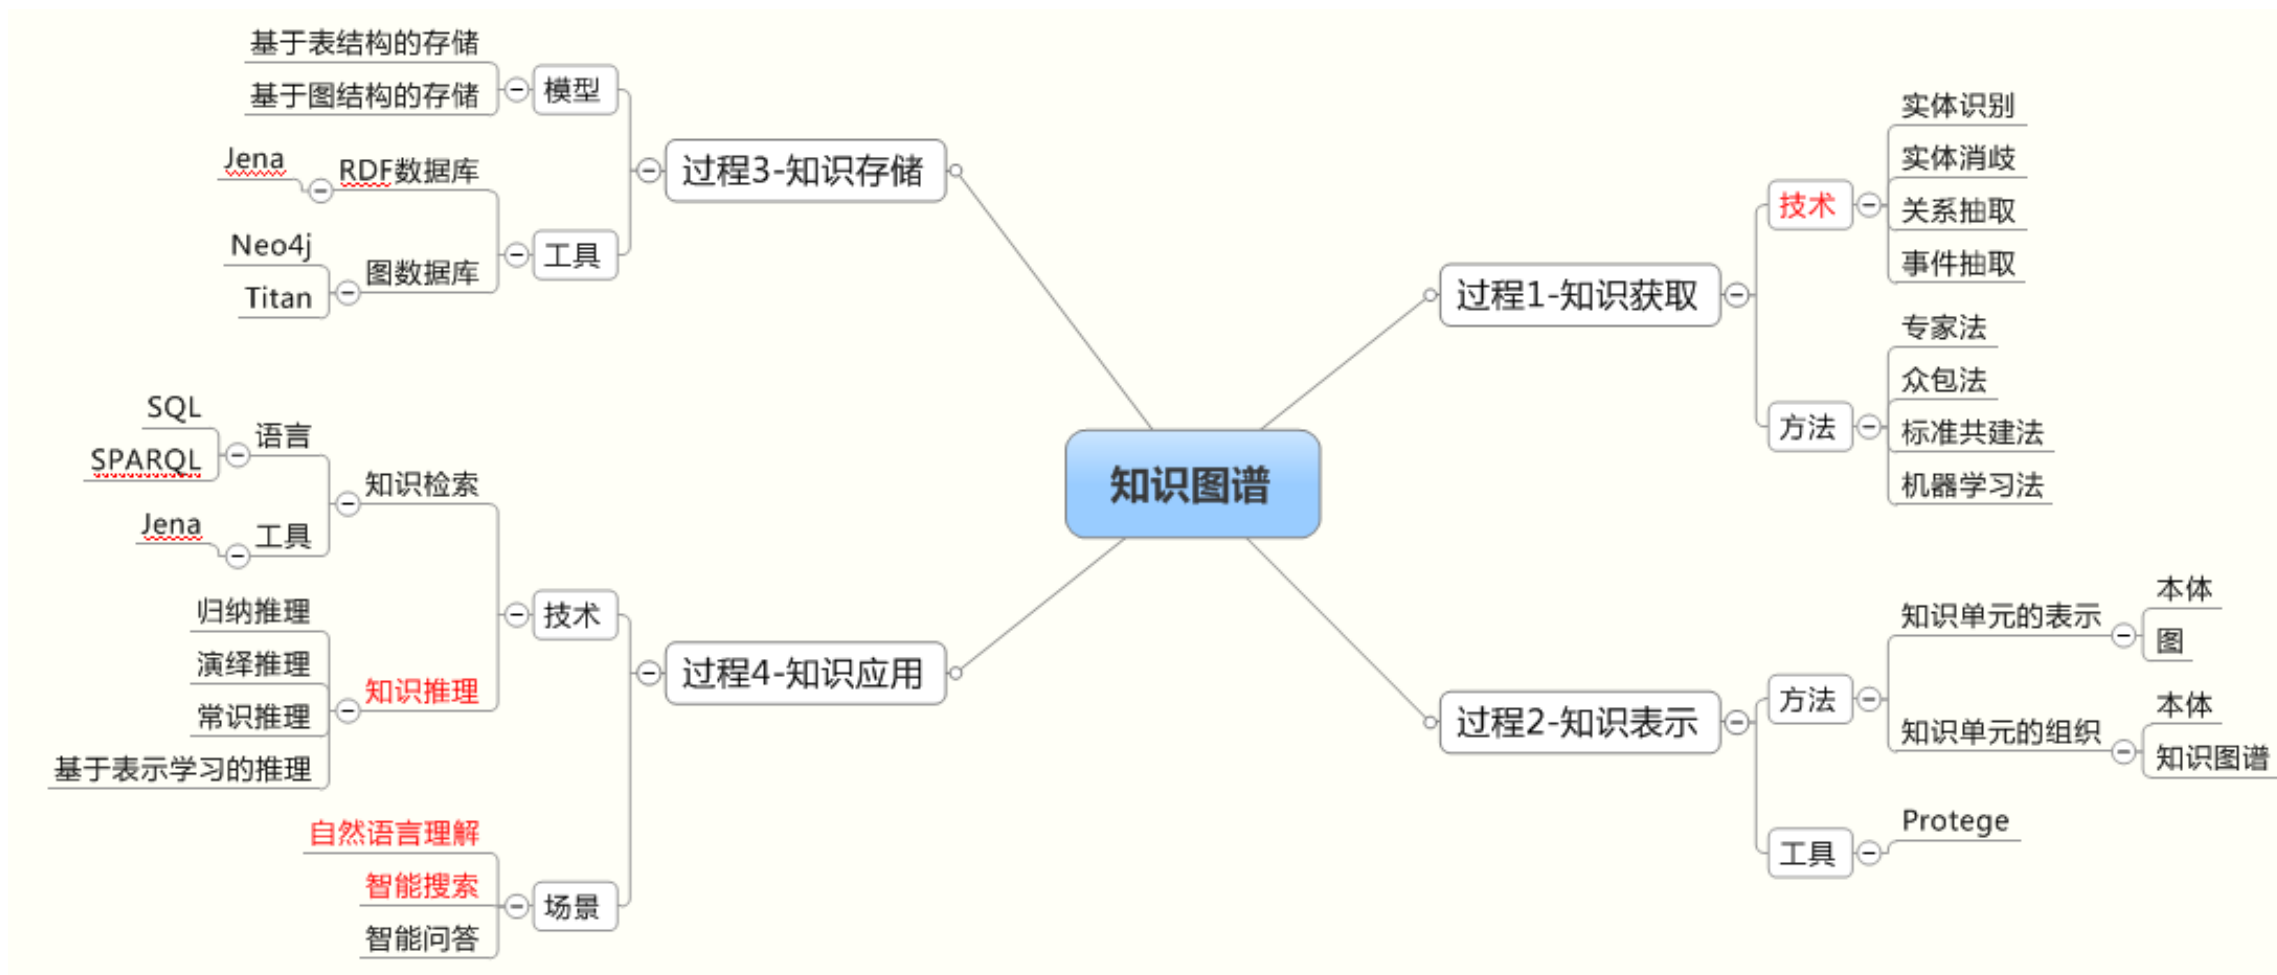 知识图谱
过程1-知识获取
技术
实体识别
实体消歧
关系抽取
事件抽取
方法
专家法
众包法
标准共建法
机器学习法
过程2-知识表示
方法
知识单元的表示
本体
图
知识单元的组织
本体
知识图谱
工具
Protege
过程3-知识存储
模型
基于表结构的存储
基于图结构的存储
工具
RDF数据库
Jena
图数据库
Neo4j
Titan
过程4-知识应用
技术
知识检索
语言
SQL
SPARQL
工具
Jena
知识推理
归纳推理
演绎推理
常识推理
基于表示学习的推理
场景
自然语言理解
智能搜索
智能问答